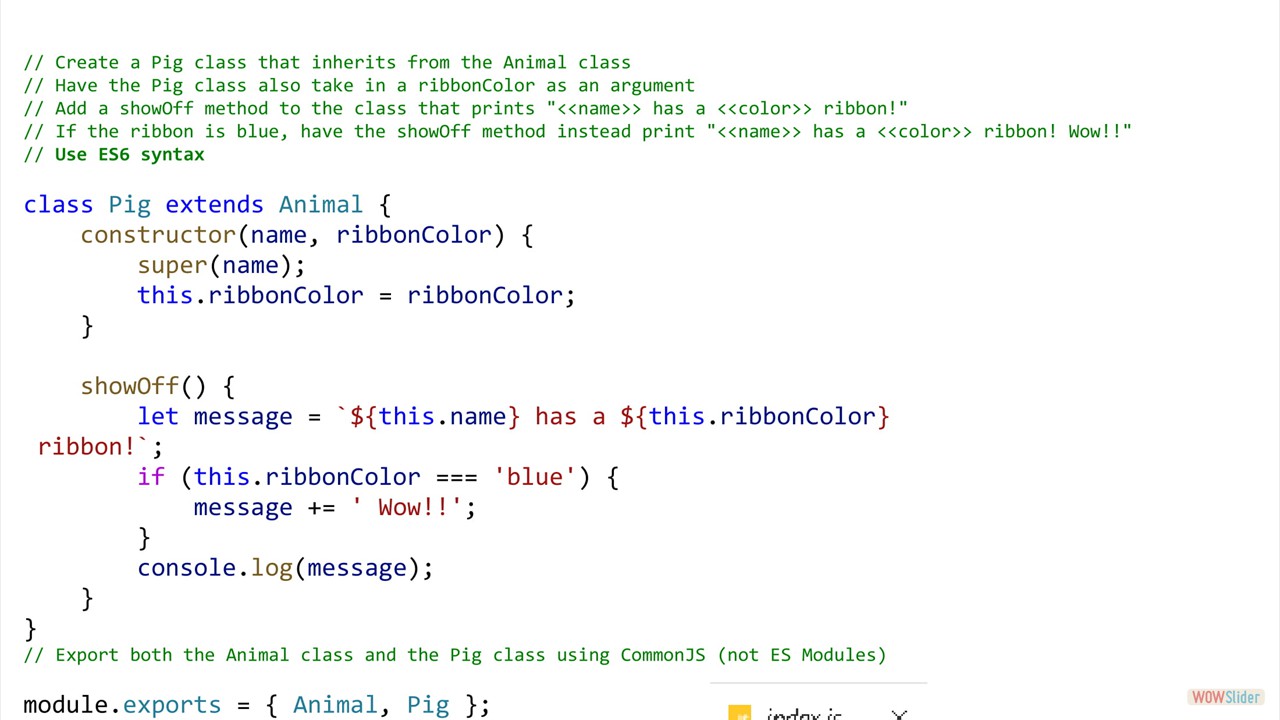 // Create a Pig class that inherits from the Animal class
// Have the Pig class also take in a ribbonColor as an argument
// Add a showOff method to the class that prints "<<name>> has a <<color>> ribbon!"
// If the ribbon is blue, have the showOff method instead print "<<name>> has a <<color>> ribbon! Wow!!"
// Use ES6 syntax
class Pig extends Animal {
    constructor(name, ribbonColor) {
        super(name);
        this.ribbonColor = ribbonColor;
    }
    showOff() {
        let message = `${this.name} has a ${this.ribbonColor}
 ribbon!`;
        if (this.ribbonColor === 'blue') {
            message += ' Wow!!';
        }
        console.log(message);
    }
}
// Export both the Animal class and the Pig class using CommonJS (not ES Modules)
module.exports = { Animal, Pig };
WOWSlider
index.js